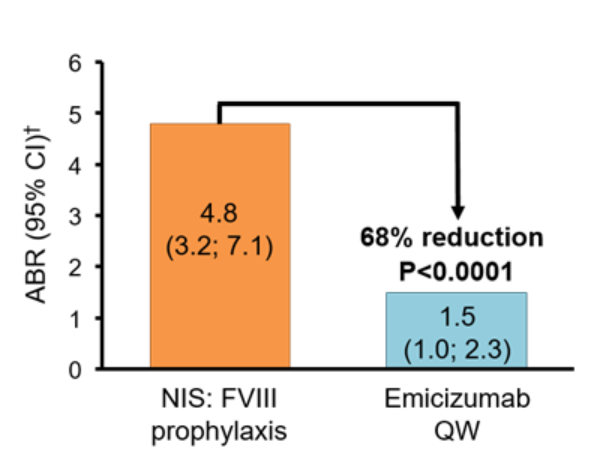 6
5
4
3
2
1
0
ABR (95% CI)†
4.8
(3.2; 7.1)
68% reduction
P<0.0001
1.5
(1.0; 2.3)
NIS: FVIII
prophylaxis
Emicizumab
QW